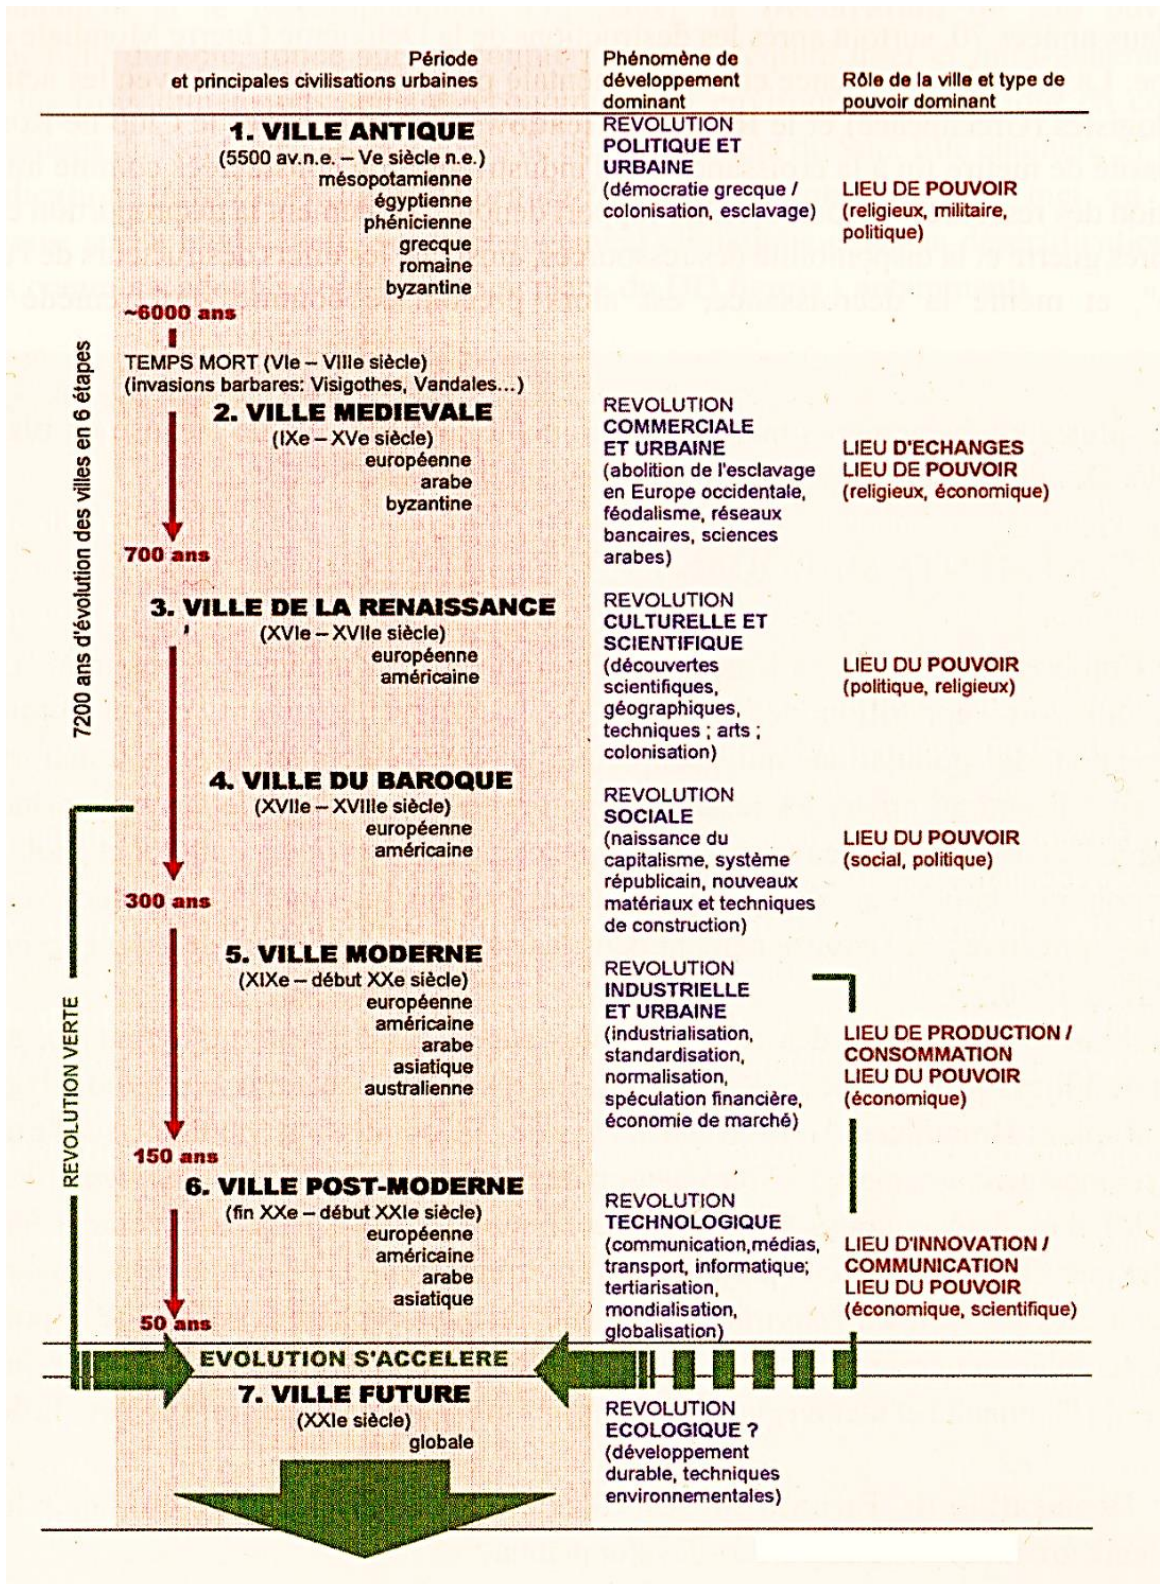 Période
et principales civilisations urbaines
Phénomène de
développement
dominant
Rôle de la ville et type de
pouvoir dominant
7200 ans d'évolution des villes en 6 étapes
1. VILLE ANTIQUE
(5500 av.n.e. – Ve siècle n.e.)
mésopotamienne
égyptienne
phénicienne
grecque
romaine
byzantine
~6000 ans
REVOLUTION
POLITIQUE ET
URBAINE
(démocratie grecque /
colonisation, esclavage)
LIEU DE POUVOIR
(religieux, militaire,
politique)
TEMPS MORT (VIe – VIIIe siècle)
(invasions barbares: Visigothes, Vandales...)
2. VILLE MEDIEVALE
(IXe – XVe siècle)
européenne
arabe
byzantine
700 ans
REVOLUTION
COMMERCIALE
ET URBAINE
(abolition de l'esclavage
en Europe occidentale,
féodalisme, réseaux
bancaires, sciences
arabes)
LIEU D'ECHANGES
LIEU DE POUVOIR
(religieux, économique)
3. VILLE DE LA RENAISSANCE
(XVIe – XVIIe siècle)
européenne
américaine
REVOLUTION
CULTURELLE ET
SCIENTIFIQUE
(découvertes
scientifiques,
géographiques,
techniques ; arts ;
colonisation)
LIEU DU POUVOIR
(politique, religieux)
4. VILLE DU BAROQUE
(XVIIe – XVIIIe siècle)
européenne
américaine
300 ans
REVOLUTION
SOCIALE
(naissance du
capitalisme, système
républicain, nouveaux
matériaux et techniques
de construction)
LIEU DU POUVOIR
(social, politique)
REVOLUTION VERTE
5. VILLE MODERNE
(XIXe – début XXe siècle)
européenne
américaine
arabe
asiatique
australienne
150 ans
REVOLUTION
INDUSTRIELLE
ET URBAINE
(industrialisation,
standardisation,
normalisation,
spéculation financière,
économie de marché)
LIEU DE PRODUCTION /
CONSOMMATION
LIEU DU POUVOIR
(économique)
6. VILLE POST-MODERNE
(fin XXe – début XXIe siècle)
européenne
américaine
arabe
asiatique
50 ans
REVOLUTION
TECHNOLOGIQUE
(communication,médias,
transport, informatique;
tertiarisation,
mondialisation,
globalisation)
LIEU D'INNOVATION /
COMMUNICATION
LIEU DU POUVOIR
(économique, scientifique)
EVOLUTION S'ACCELERE
7. VILLE FUTURE
(XXIe siècle)
globale
REVOLUTION
ECOLOGIQUE ?
(développement
durable, techniques
environnementales)